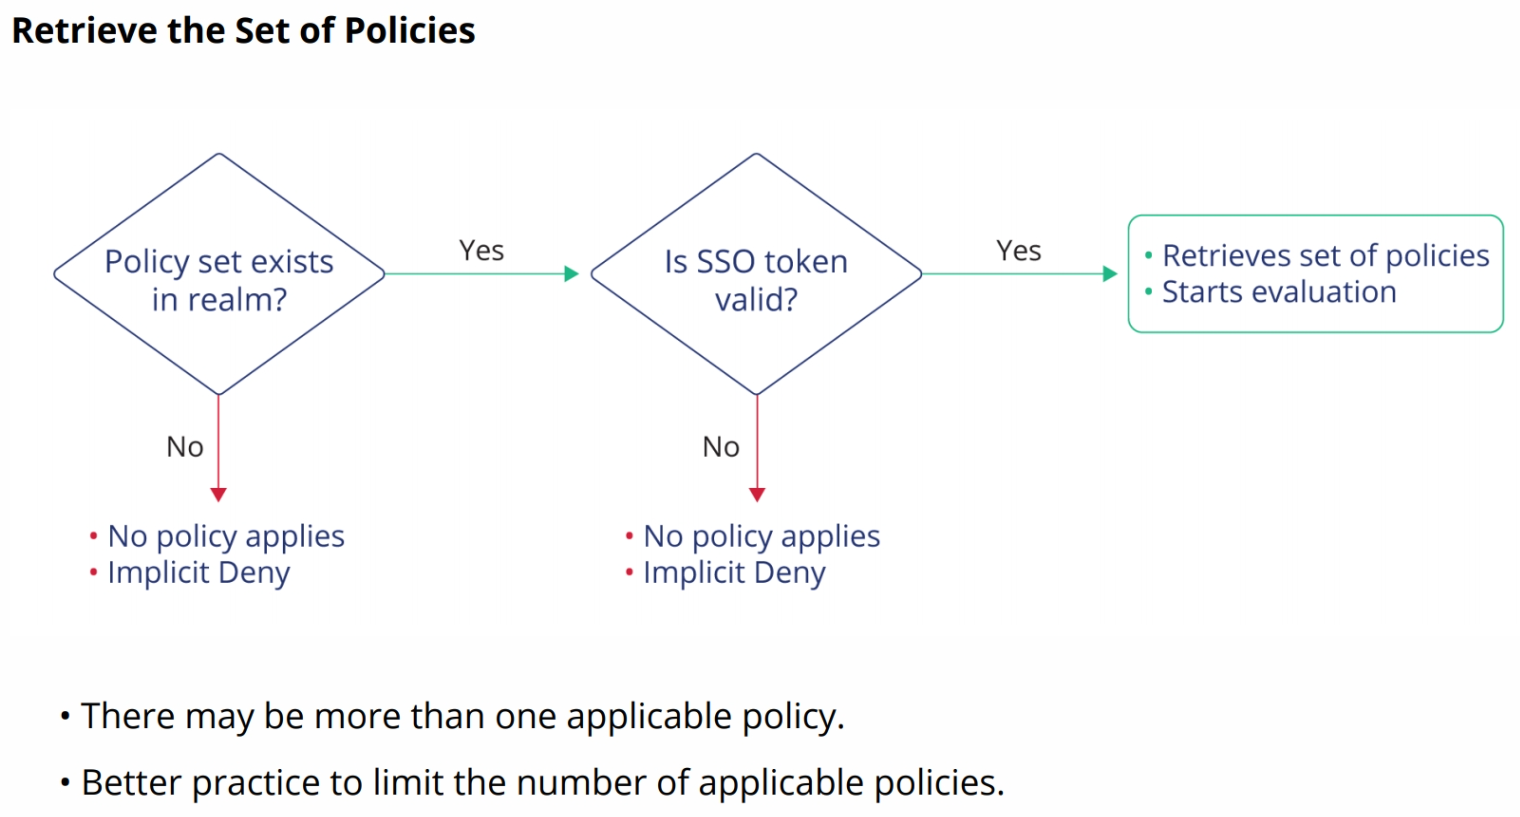 Retrieve the Set of Policies
Policy set exists
in realm?
Yes
Is SSO token
valid?
Yes
• Retrieves set of policies
• Starts evaluation
No
• No policy applies
• Implicit Deny
No
• No policy applies
• Implicit Deny
• There may be more than one applicable policy.
• Better practice to limit the number of applicable policies.